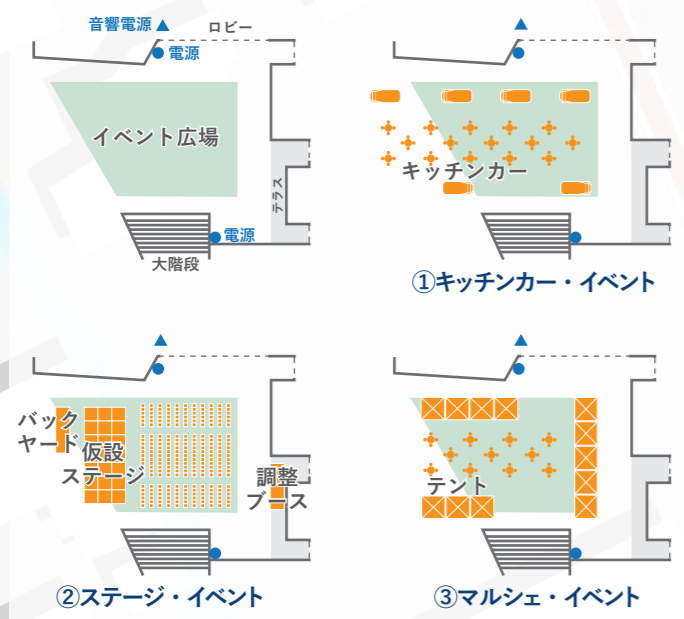 音響電源
ロビー
電源
イベント広場
テラス
電源
大階段
キッチンカー
①キッチンカー・イベント
バック
ヤード
仮設
ステージ
調整
ブース
②ステージ・イベント
テント
③マルシェ・イベント